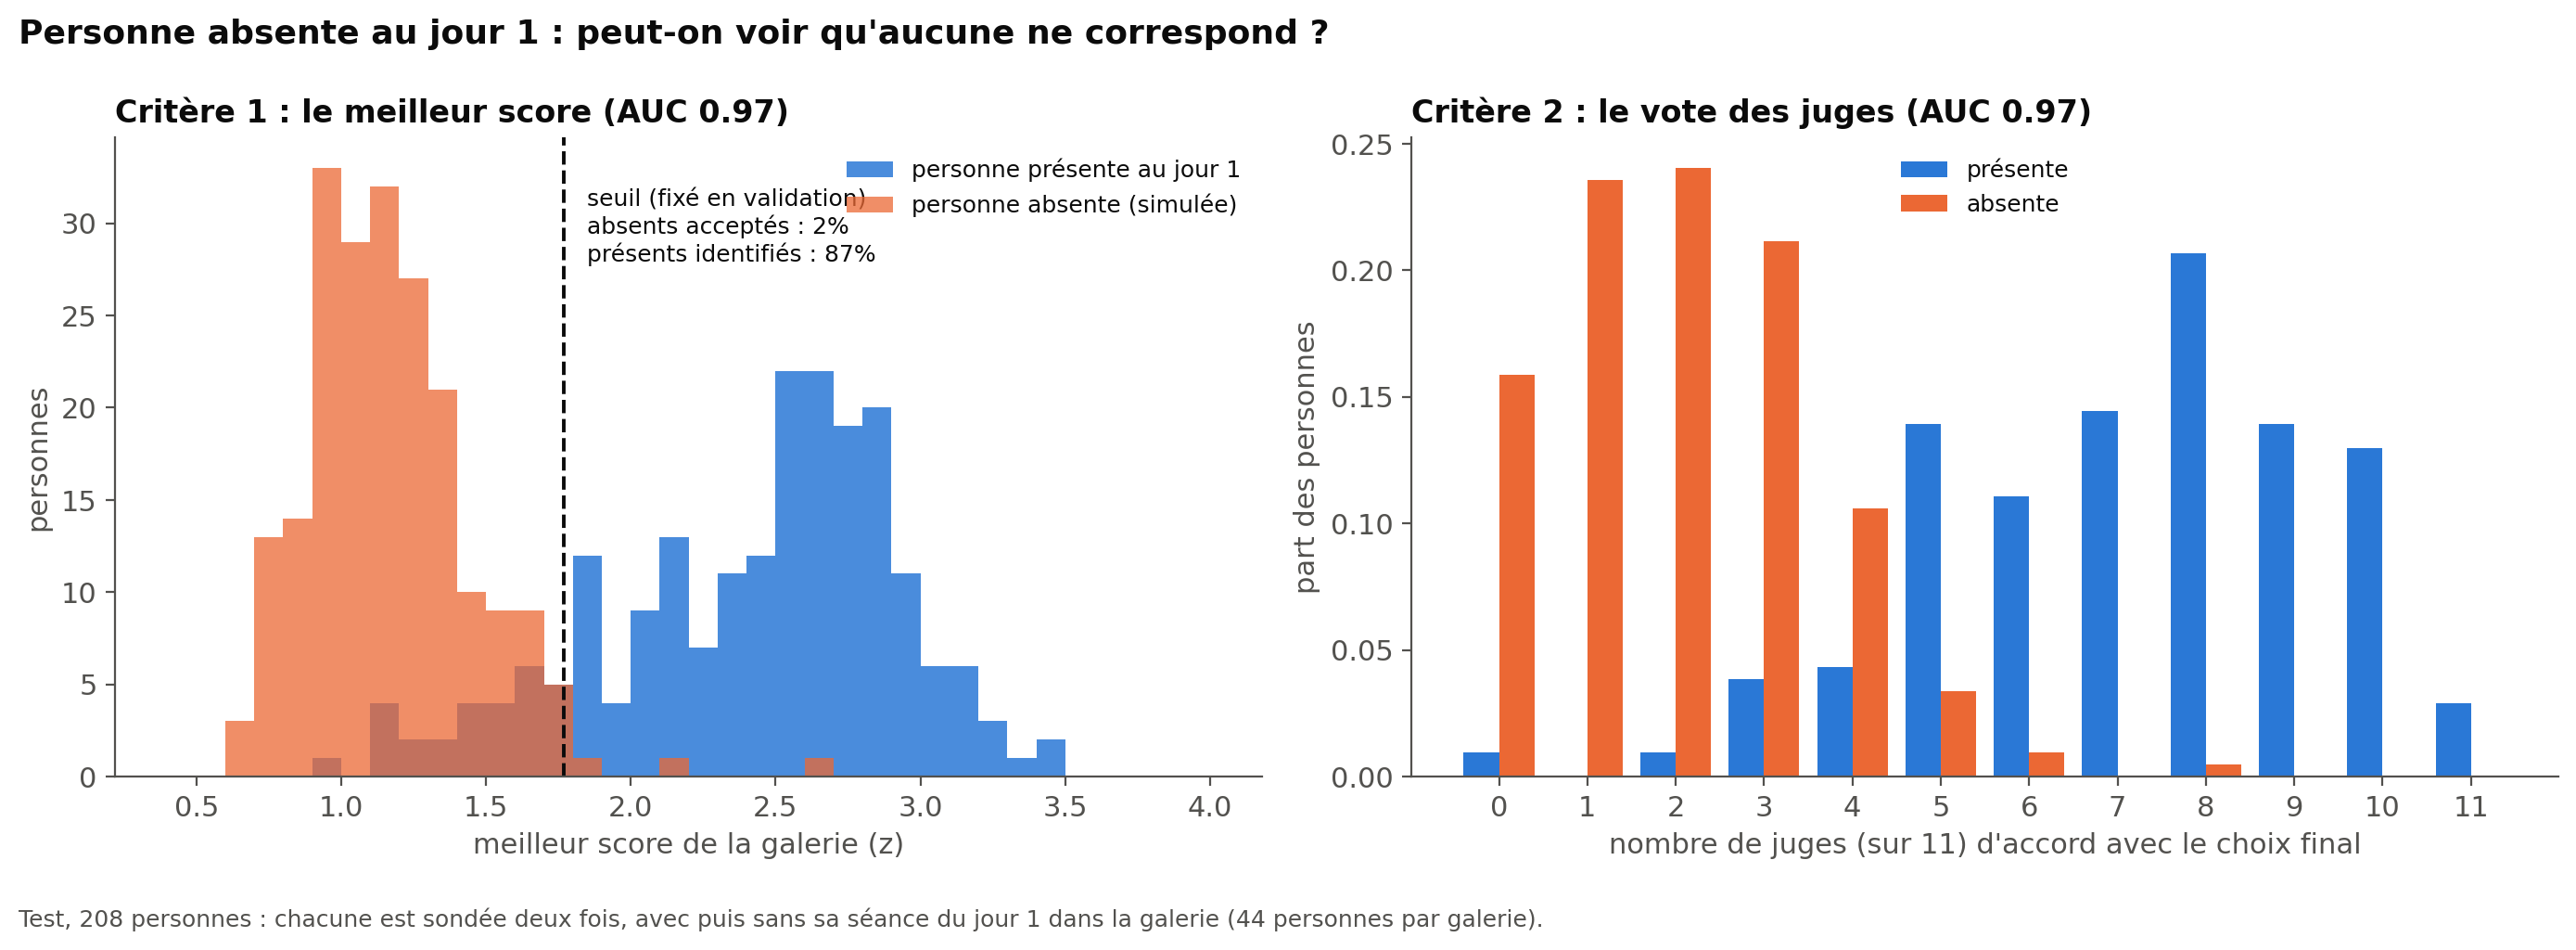 Personne absente au jour 1 : peut-on voir qu'aucune ne correspond ?
Critère 1 : le meilleur score (AUC 0.97)
personne présente au jour 1
personne absente (simulée)
seuil (fixé en validation)
absents acceptés : 2%
présents identifiés : 87%
personnes
0
5
10
15
20
25
30
0.5
1.0
1.5
2.0
2.5
3.0
3.5
4.0
meilleur score de la galerie (z)
Critère 2 : le vote des juges (AUC 0.97)
présente
absente
part des personnes
0.00
0.05
0.10
0.15
0.20
0.25
0
1
2
3
4
5
6
7
8
9
10
11
nombre de juges (sur 11) d'accord avec le choix final
Test, 208 personnes : chacune est sondée deux fois, avec puis sans sa séance du jour 1 dans la galerie (44 personnes par galerie).